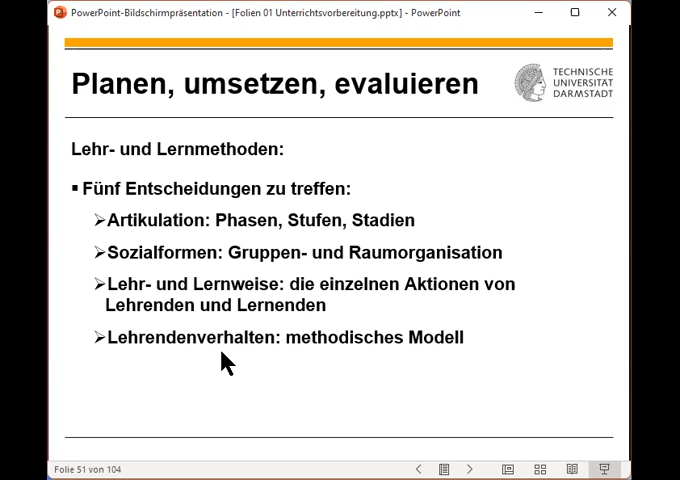 PowerPoint-Bildschirmpräsentation - [Folien 01 Unterrichtsvorbereitung.pptx] - PowerPoint
Planen, umsetzen, evaluieren
TECHNISCHE
UNIVERSITÄT
DARMSTADT
Lehr- und Lernmethoden:
▪ Fünf Entscheidungen zu treffen:
➢Artikulation: Phasen, Stufen, Stadien
➢Sozialformen: Gruppen- und Raumorganisation
➢Lehr- und Lernweise: die einzelnen Aktionen von
Lehrenden und Lernenden
➢Lehrendenverhalten: methodisches Modell
Folie 51 von 104